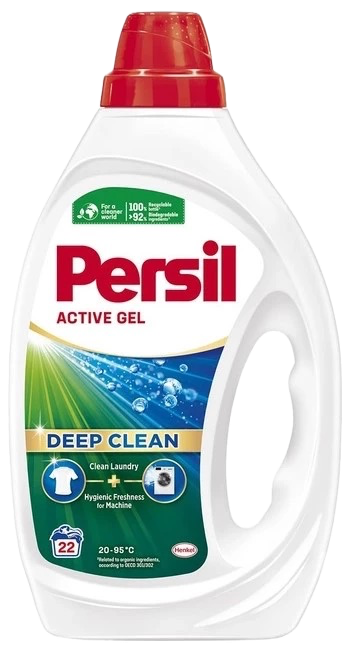 For a
cleaner
world
100% Recyclable
bottle*
>92% Biodegradable
ingredients*
Persil
ACTIVE GEL
DEEP CLEAN
Clean Laundry
+
Hygienic Freshness
for Machine
22
20-95°C
*Related to organic ingredients,
according to OECD 301/302
Henkel